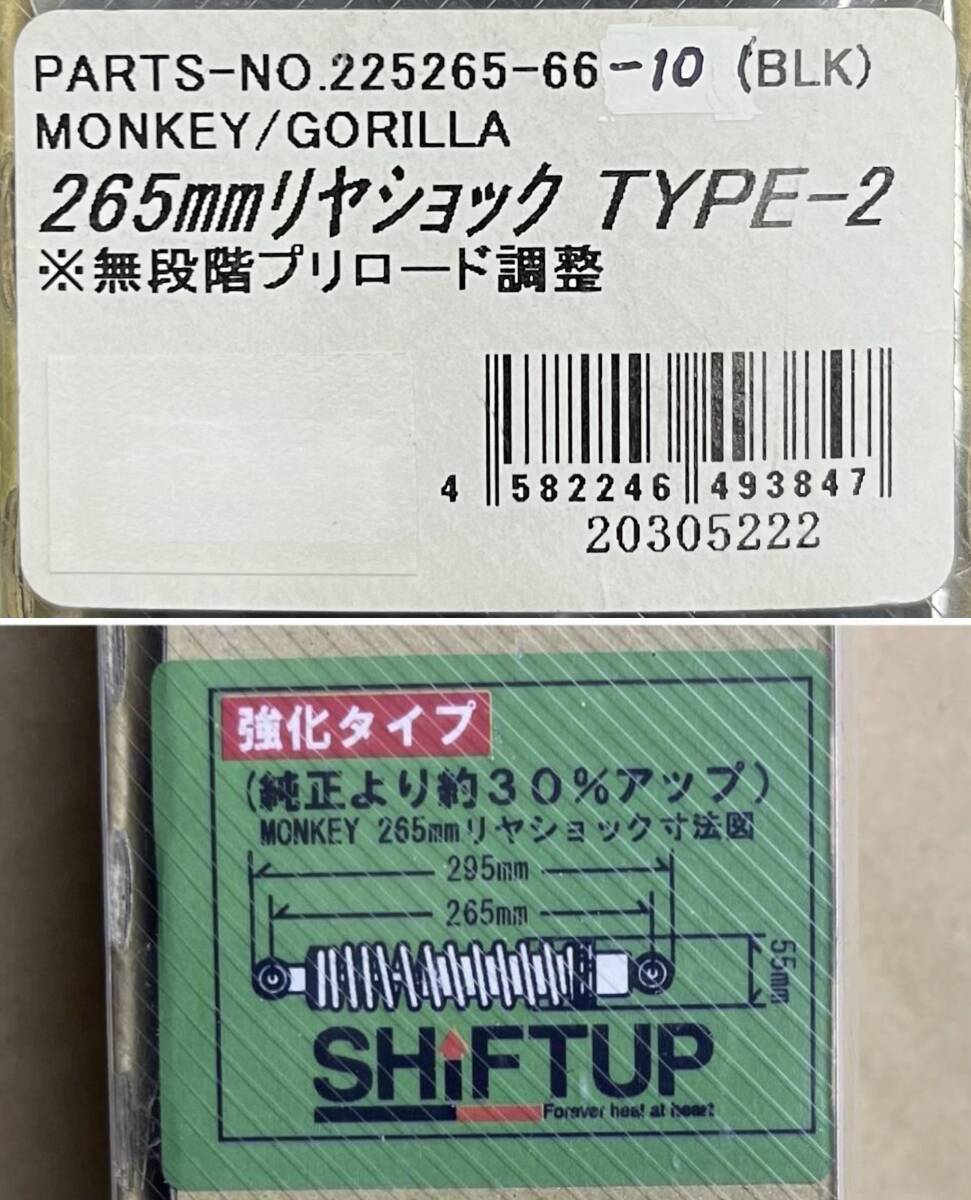 PARTS-NO.225265-66-10 (BLK)
MONKEY/GORILLA
265mmリヤショック TYPE-2
※無段階プリロード調整
4 582246 493847
20305222
強化タイプ
(純正より約30%アップ)
MONKEY 265mmリヤショック寸法図
295mm
265mm
55mm
SHiFTUP
Forever heat at heart